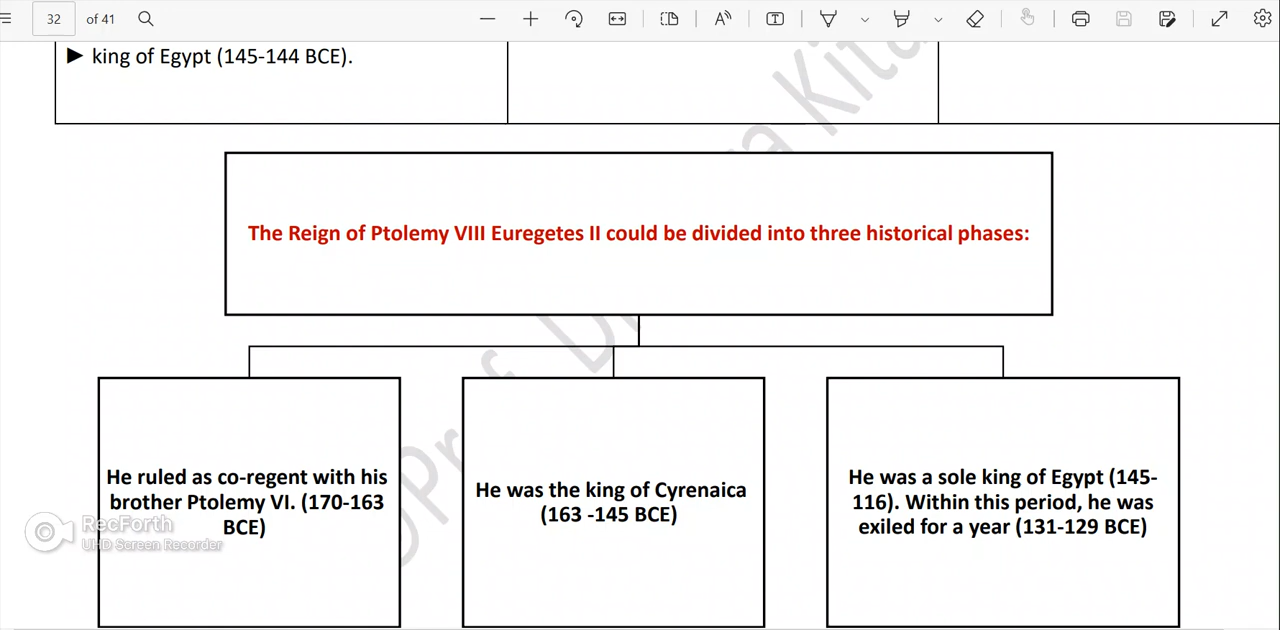 32 of 41
► king of Egypt (145-144 BCE).
The Reign of Ptolemy VIII Euregetes II could be divided into three historical phases:
He ruled as co-regent with his
brother Ptolemy VI. (170-163
BCE)
He was the king of Cyrenaica
(163 -145 BCE)
He was a sole king of Egypt (145-
116). Within this period, he was
exiled for a year (131-129 BCE)
RecForth
UHD Screen Recorder